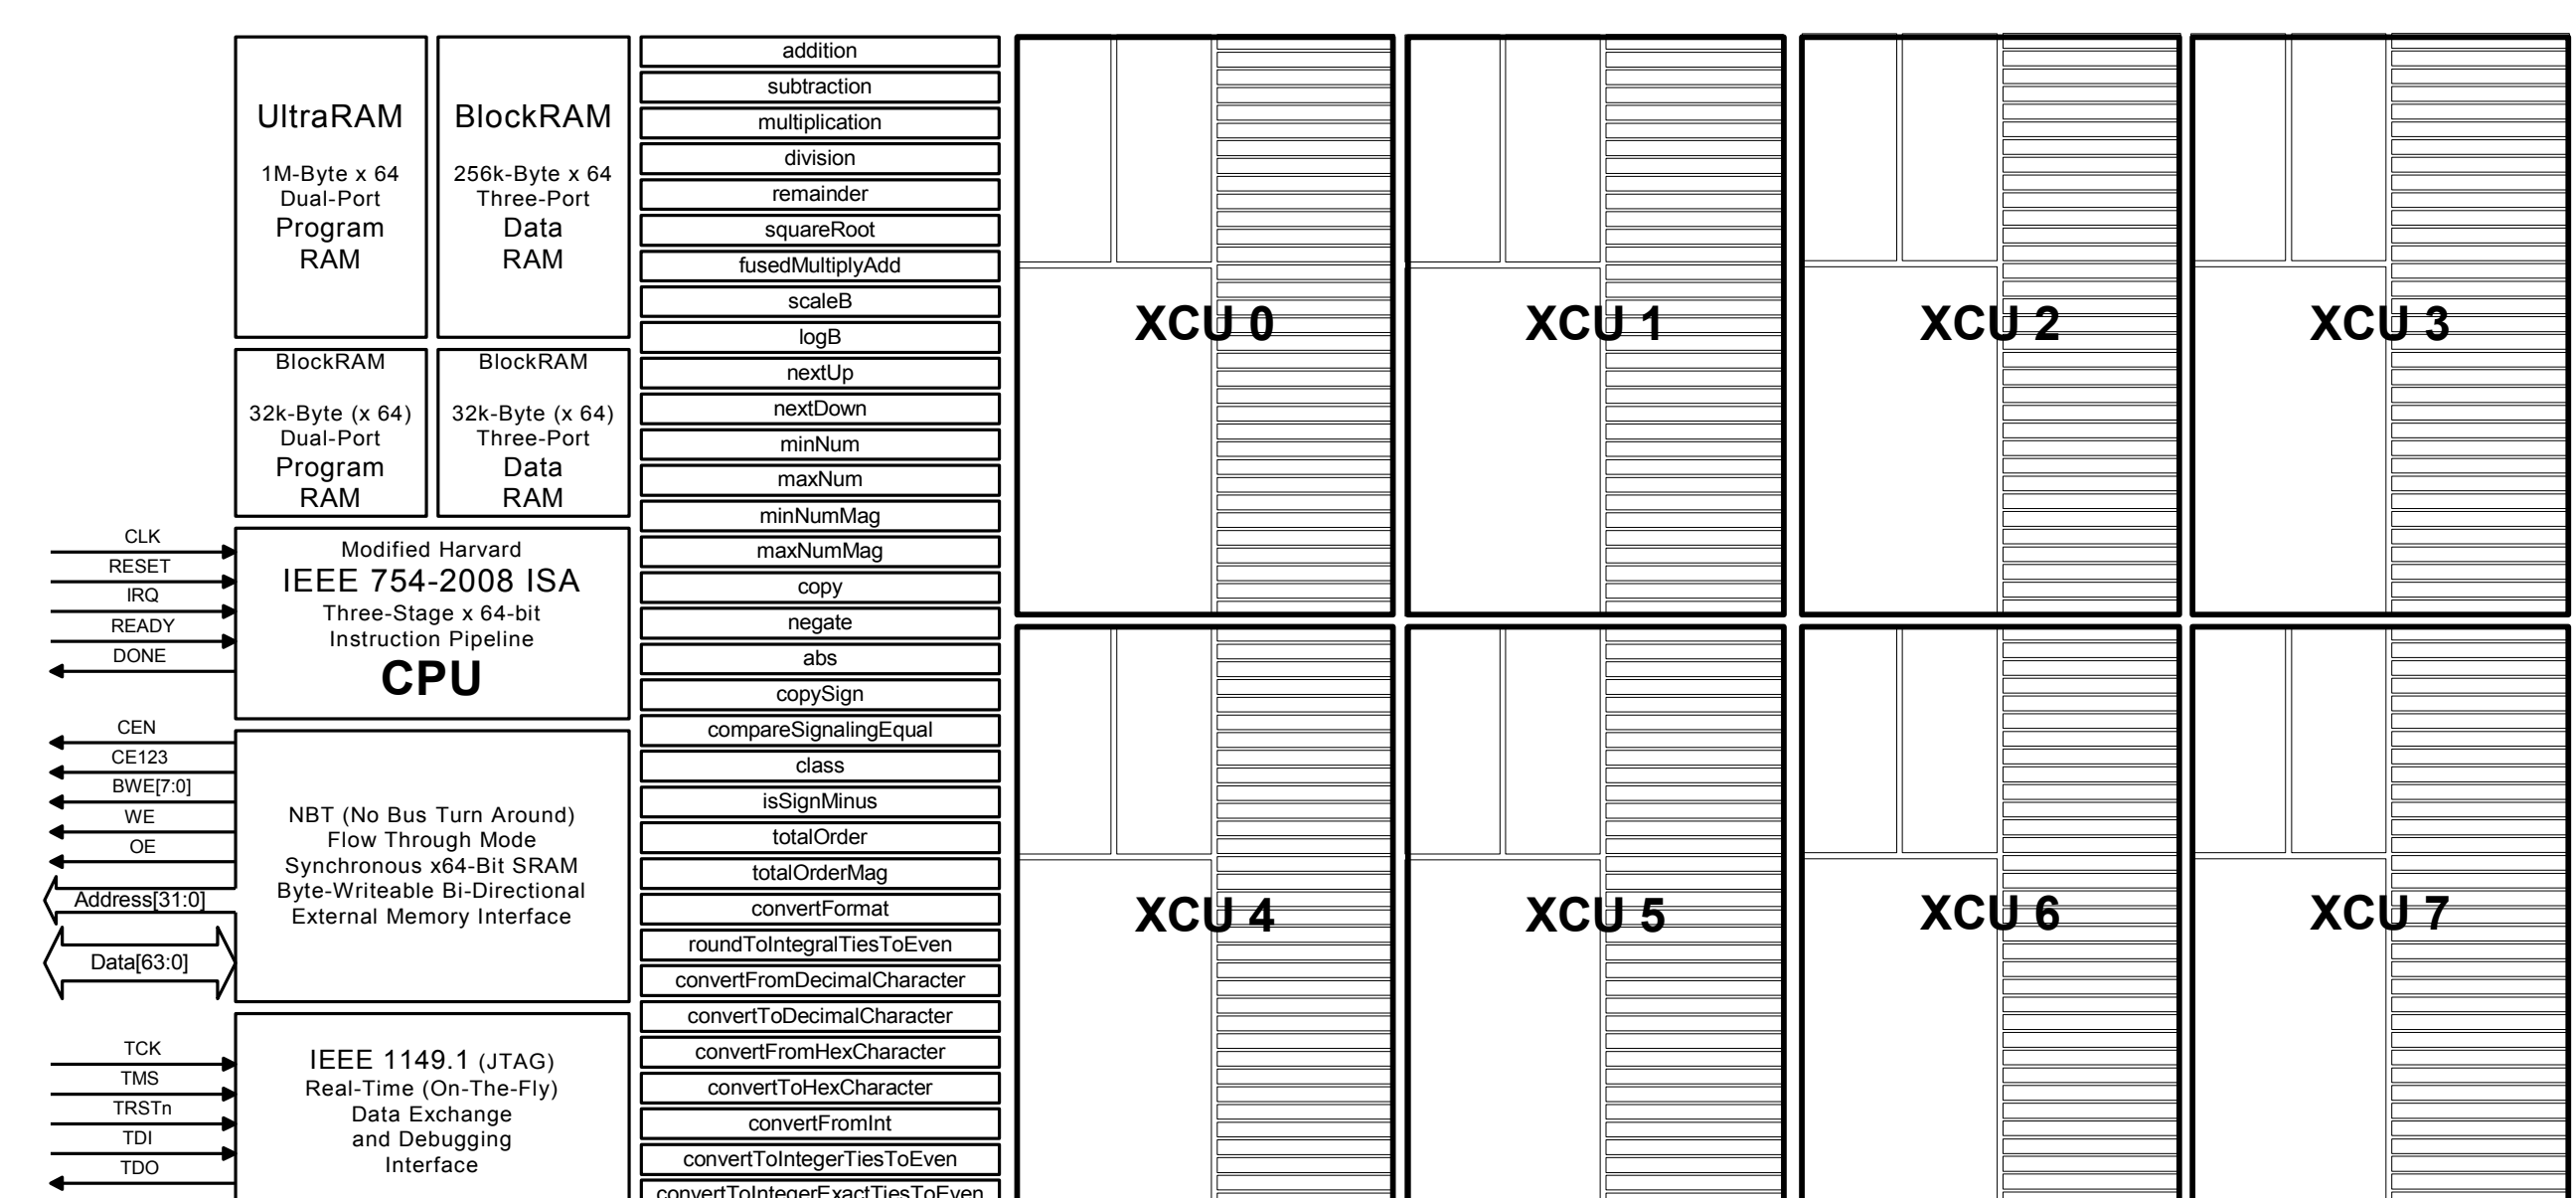 UltraRAM
1M-Byte x 64
Dual-Port
Program
RAM
BlockRAM
256k-Byte x 64
Three-Port
Data
RAM
BlockRAM
32k-Byte (x 64)
Dual-Port
Program
RAM
BlockRAM
32k-Byte (x 64)
Three-Port
Data
RAM
CLK
RESET
IRQ
READY
DONE
Modified Harvard
IEEE 754-2008 ISA
Three-Stage x 64-bit
Instruction Pipeline
CPU
CEN
CE123
BWE[7:0]
WE
OE
Address[31:0]
Data[63:0]
NBT (No Bus Turn Around)
Flow Through Mode
Synchronous x64-Bit SRAM
Byte-Writeable Bi-Directional
External Memory Interface
TCK
TMS
TRSTn
TDI
TDO
IEEE 1149.1 (JTAG)
Real-Time (On-The-Fly)
Data Exchange
and Debugging
Interface
addition
subtraction
multiplication
division
remainder
squareRoot
fusedMultiplyAdd
scaleB
logB
nextUp
nextDown
minNum
maxNum
minNumMag
maxNumMag
copy
negate
abs
copySign
compareSignalingEqual
class
isSignMinus
totalOrder
totalOrderMag
convertFormat
roundToIntegralTiesToEven
convertFromDecimalCharacter
convertToDecimalCharacter
convertFromHexCharacter
convertToHexCharacter
convertFromInt
convertToIntegerTiesToEven
convertToIntegerExactTiesToEven
XCU 0
XCU 1
XCU 2
XCU 3
XCU 4
XCU 5
XCU 6
XCU 7